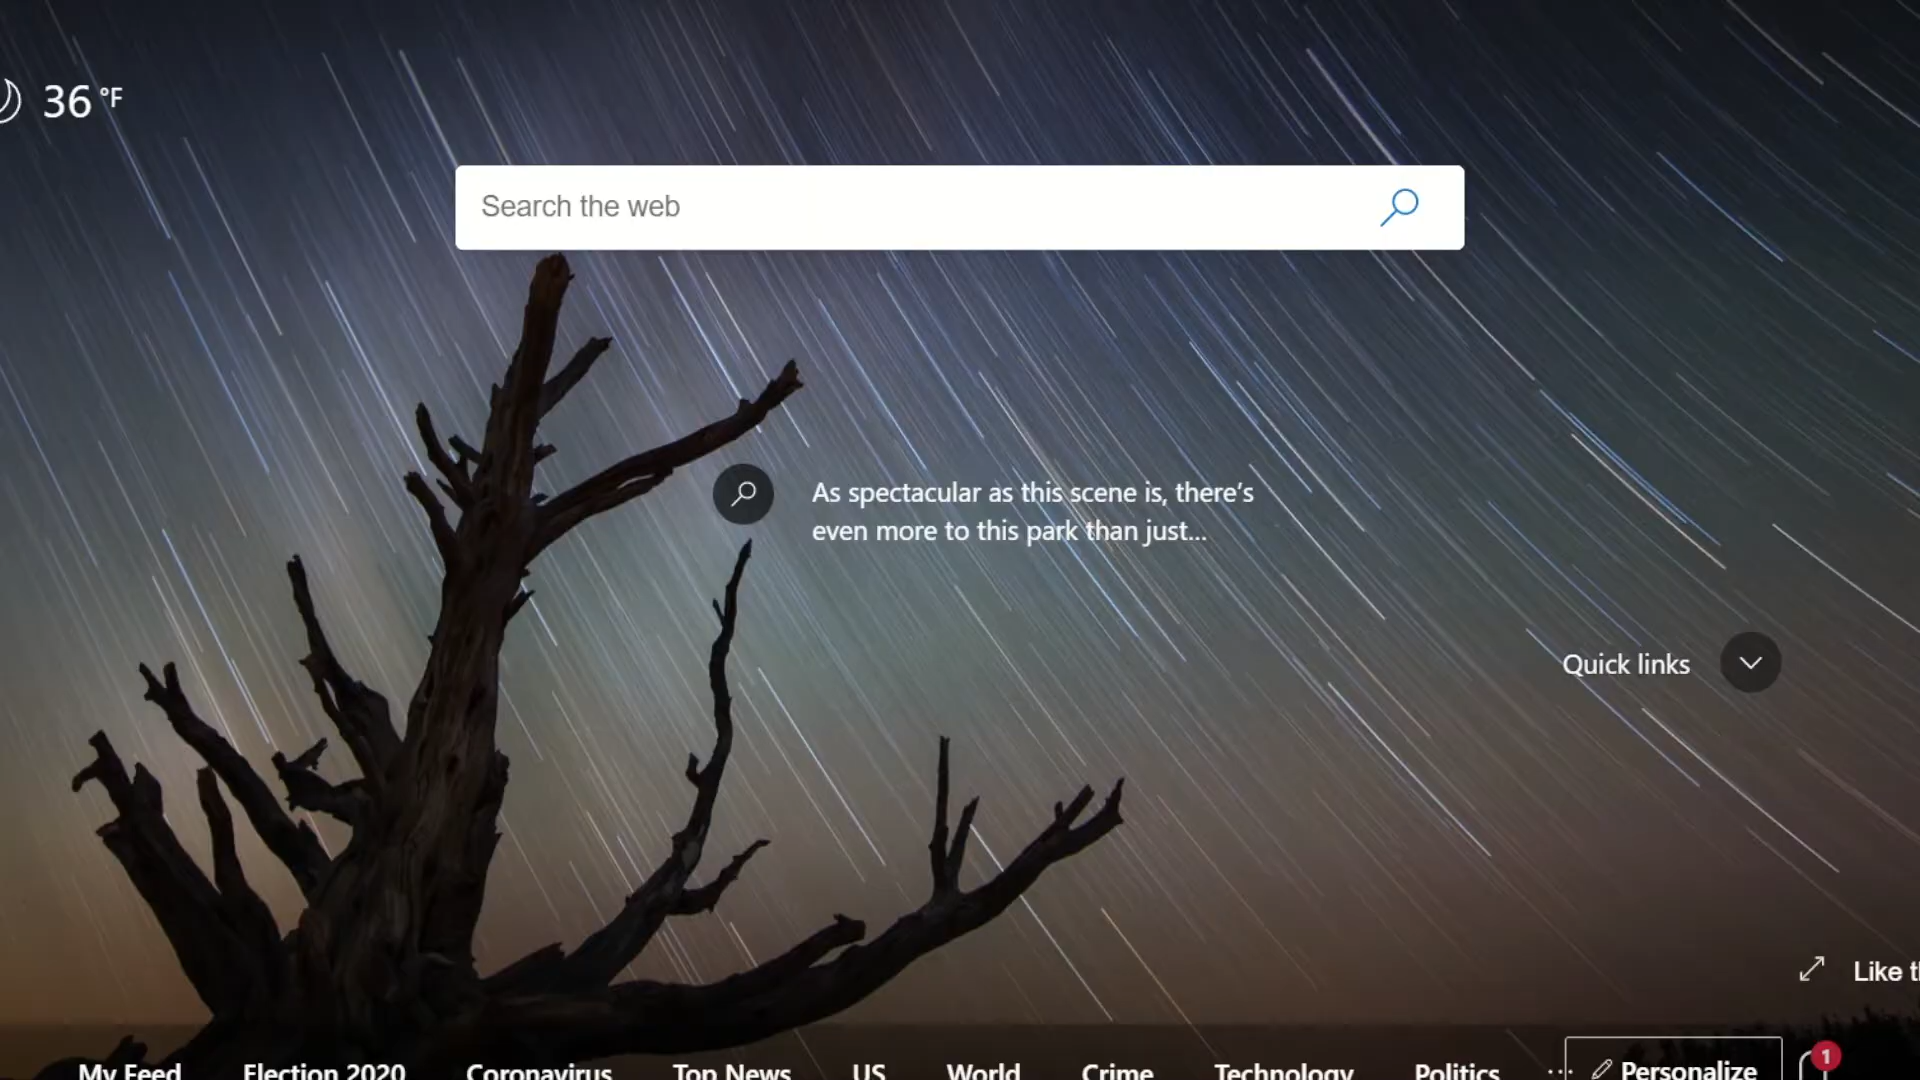 36 °F
Search the web
As spectacular as this scene is, there's
even more to this park than just...
Quick links
Like t
My Feed Election 2020 Coronavirus Top News US World Crime Technology Politics ... Personalize 1